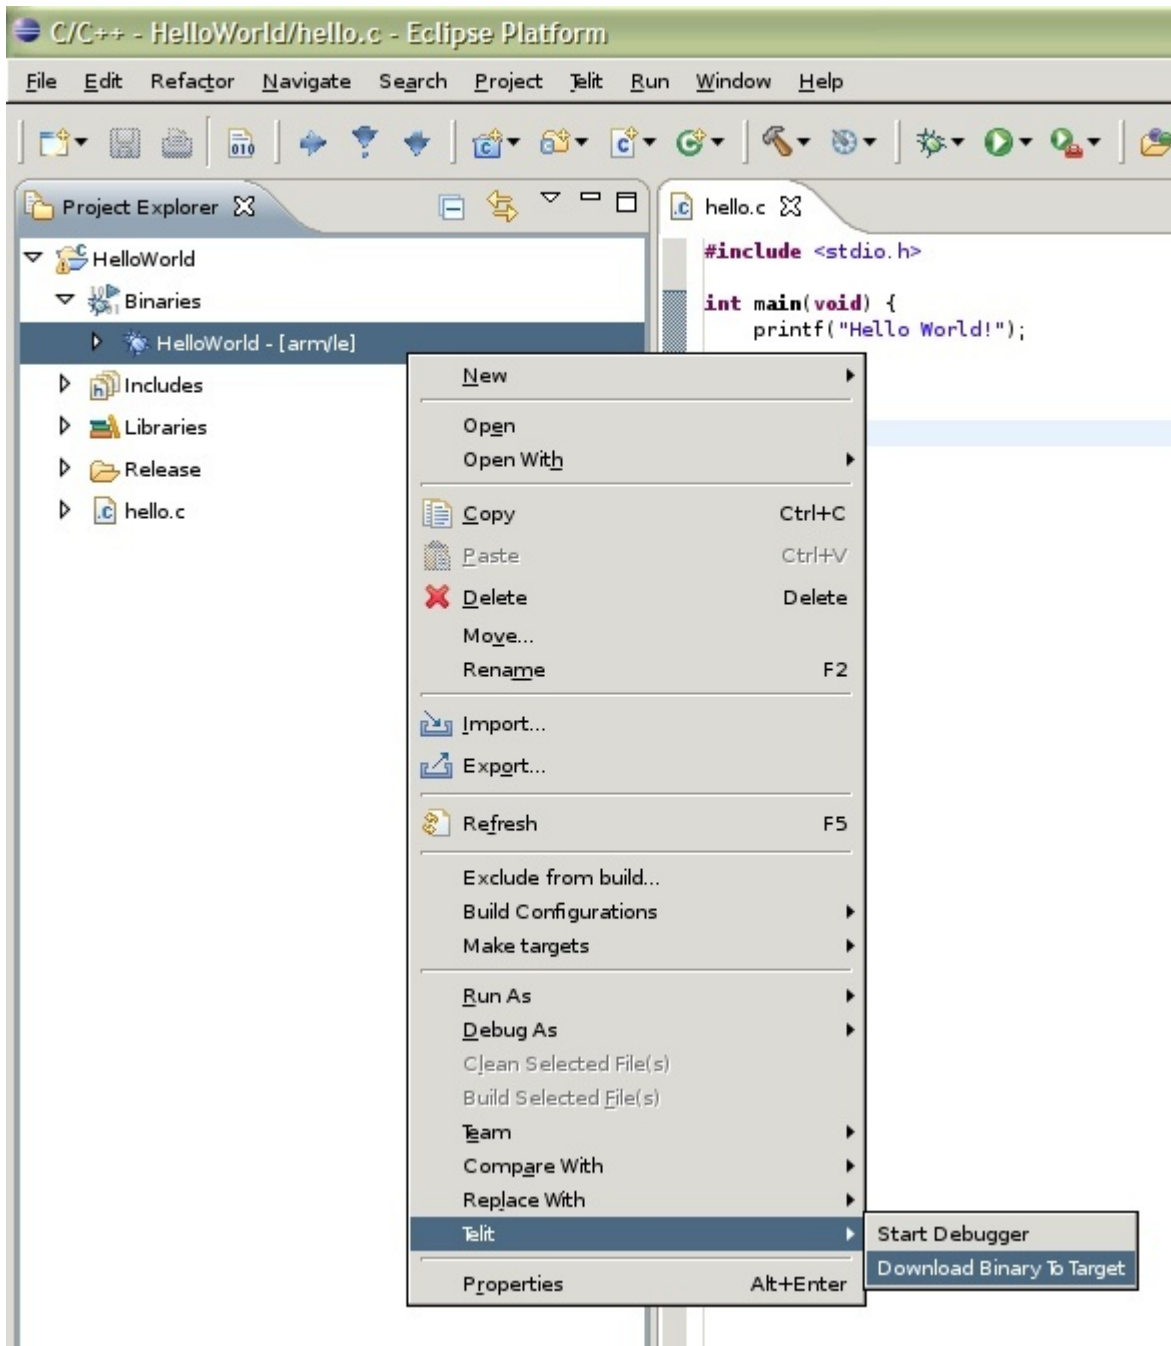 C/C++ - HelloWorld/hello.c - Eclipse Platform
File Edit Refactor Navigate Search Project Telit Run Window Help
010
Project Explorer
hello.c
HelloWorld
Binaries
HelloWorld - [arm/le]
Includes
Libraries
Release
hello.c
#include <stdio.h>
int main(void) {
printf("Hello World!");
New
Open
Open With
Copy Ctrl+C
Paste Ctrl+V
Delete Delete
Move...
Rename F2
Import...
Export...
Refresh F5
Exclude from build...
Build Configurations
Make targets
Run As
Debug As
Clean Selected File(s)
Build Selected File(s)
Team
Compare With
Replace With
Telit
Start Debugger
Download Binary To Target
Properties Alt+Enter